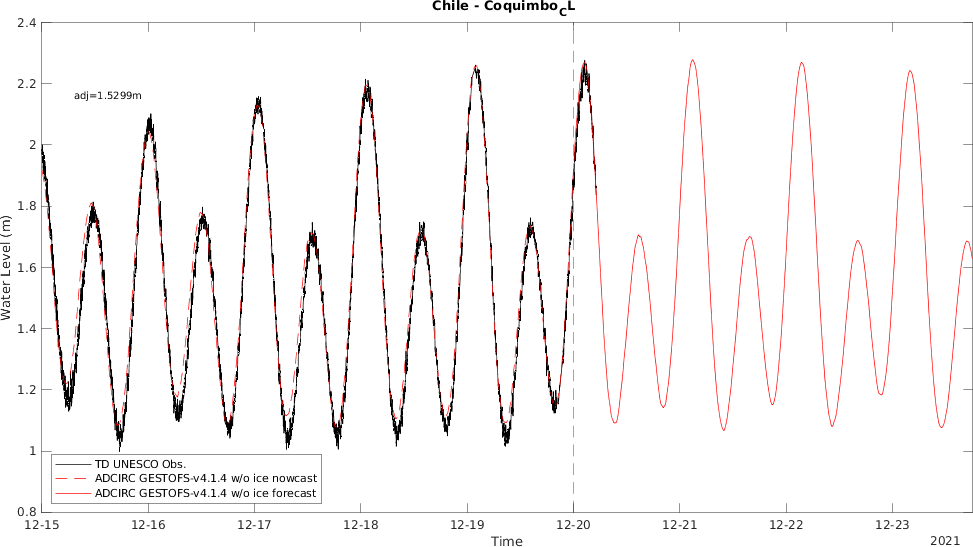 Chile - Coquimbo_CL
2.4
2.2
adj=1.5299m
2
1.8
1.6
1.4
1.2
1
0.8
Water Level (m)
TD UNESCO Obs.
ADCIRC GESTOFS-v4.1.4 w/o ice nowcast
ADCIRC GESTOFS-v4.1.4 w/o ice forecast
12-15 12-16 12-17 12-18 12-19 12-20 12-21 12-22 12-23
Time
2021